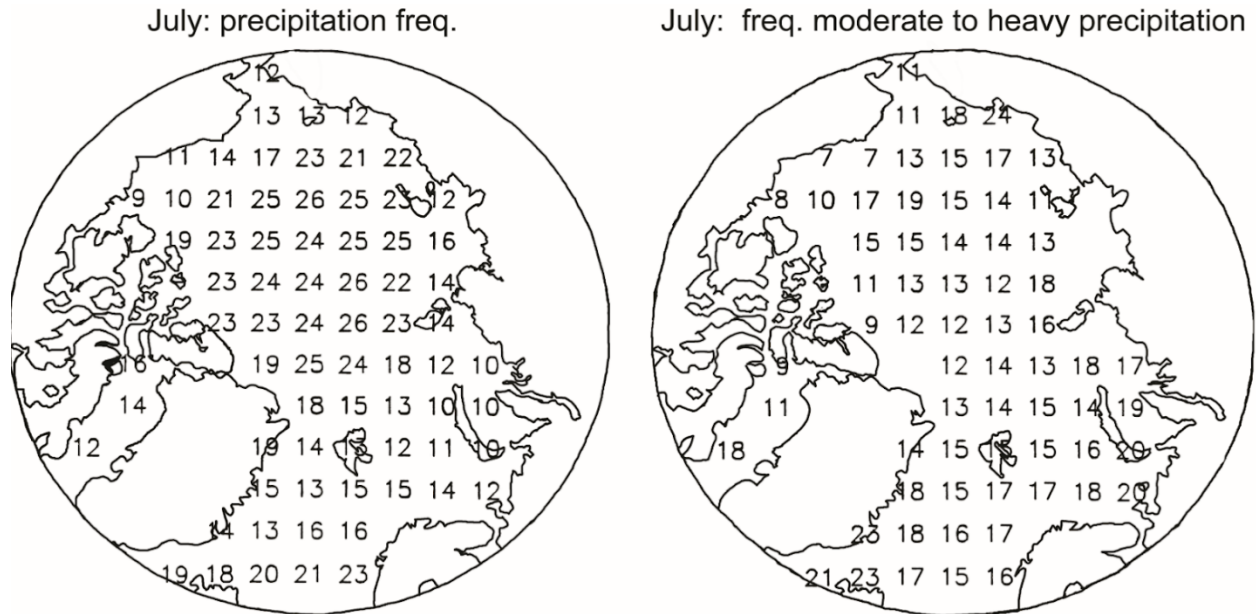 July: precipitation freq.
July: freq. moderate to heavy precipitation
12
13 13 12
11 14 17 23 21 22
9 10 21 25 26 25 23 12
19 23 25 24 25 25 16
23 24 24 26 22 14
23 23 24 26 23 14
16 19 25 24 18 12 10
14 18 15 13 10 10
12 19 14 13 12 11 10
15 13 15 15 14 12
14 13 16 16
19 18 20 21 23
11
11 18 24
7 7 13 15 17 13
8 10 17 19 15 14 11
15 15 14 14 13
11 13 13 12 18
9 12 12 13 16
9 12 14 13 18 17
11 13 14 15 14 19
18 14 15 15 16 20
18 15 17 17 18 20
23 18 16 17
21 23 17 15 16